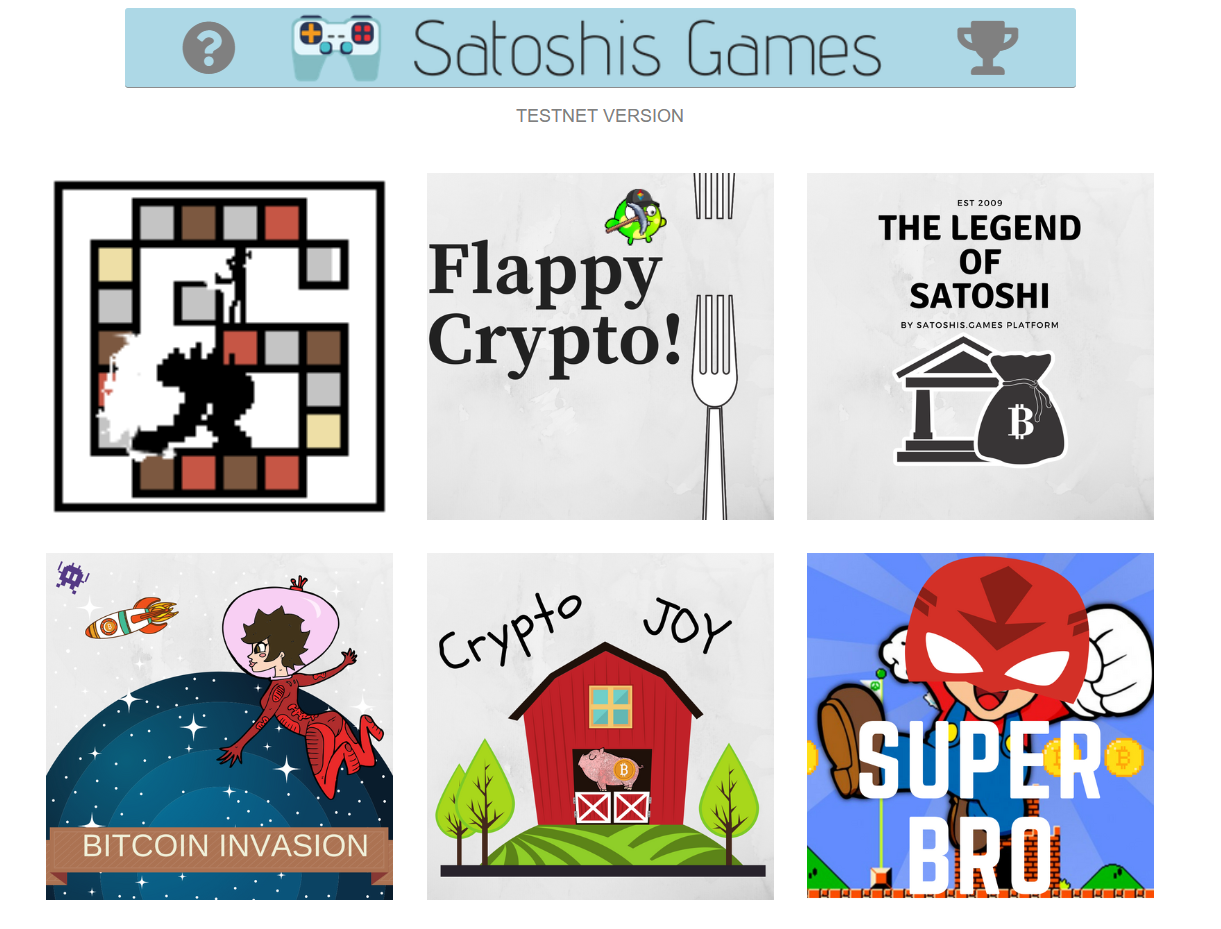 Satoshis Games
TESTNET VERSION
Flappy
Crypto!
EST 2009
THE LEGEND
OF
SATOSHI
BY SATOSHIS.GAMES PLATFORM
BITCOIN INVASION
Crypto JOY
SUPER
BRO